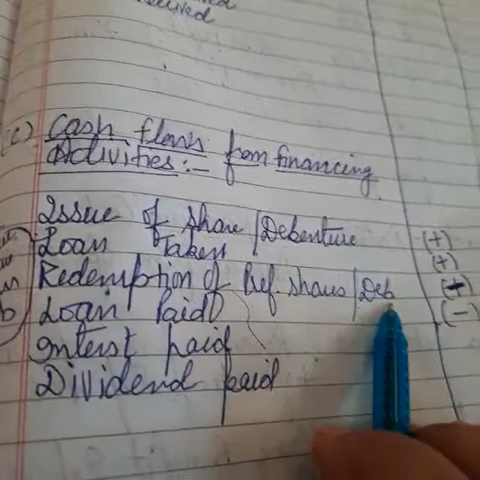 (C) Cash flows from financing
Activities:-
Issue of share/Debenture (+)
Loan Taken (+)
Redemption of Pref. shares/Deb (+)
Loan Paid (-)
Interst paid
Dividend paid